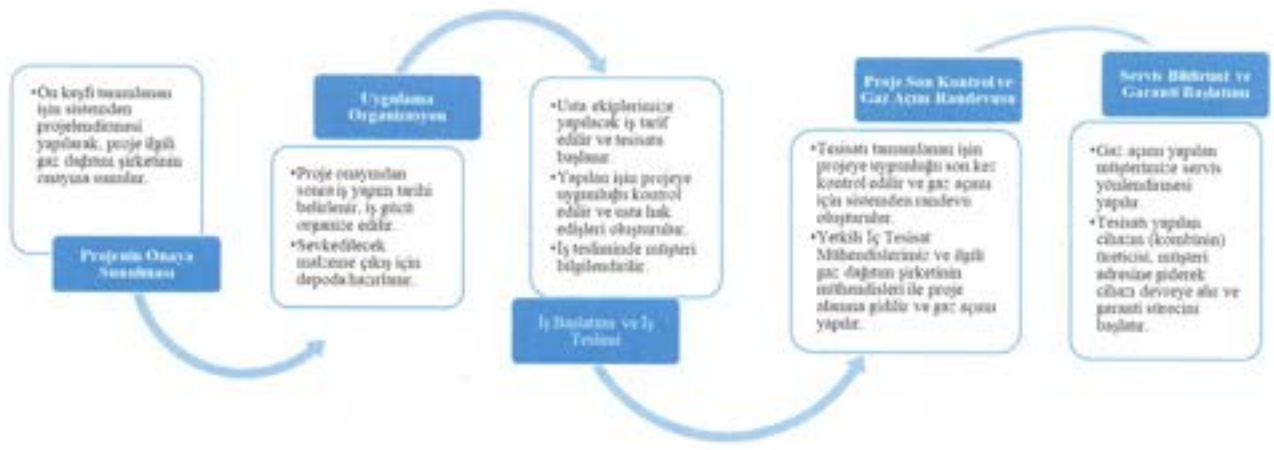 •Ön keşfi tamamlanan
işin sistemden
projelendirmesi
yapılarak, proje ilgili
gaz dağıtım şirketinin
onayına sunulur.
Projenin Onaya
Sunulması
Uygulama
Organizasyon
•Proje onayından
sonra iş yapım tarihi
belirlenir, iş gücü
organize edilir.
•Sevkedilecek
malzeme çıkış için
depoda hazırlanır.
•Usta ekiplerimize
yapılacak iş tarif
edilir ve tesisata
başlanır.
•Yapılan işin projeye
uygunluğu kontrol
edilir ve usta hak
edişleri oluşturulur.
•İş tesliminde müşteri
bilgilendirilir.
İş Başlatımı ve İş
Teslimi
Proje Son Kontrol ve
Gaz Açım Randevusu
•Tesisatı tamamlanan işin
projeye uygunluğu son kez
kontrol edilir ve gaz açımı
için sistemden randevu
oluşturulur.
•Yetkili İç Tesisat
Mühendislerimiz ve ilgili
gaz dağıtım şirketinin
mühendisleri ile proje
alanına gidilir ve gaz açımı
yapılır.
Servis Bildirimi ve
Garanti Başlatımı
•Gaz açımı yapılan
müşterimize servis
yönlendirmesi
yapılır.
•Tesisatı yapılan
cihazın (kombinin)
üreticisi, müşteri
adresine giderek
cihazı devreye alır ve
garanti sürecini
başlatır.